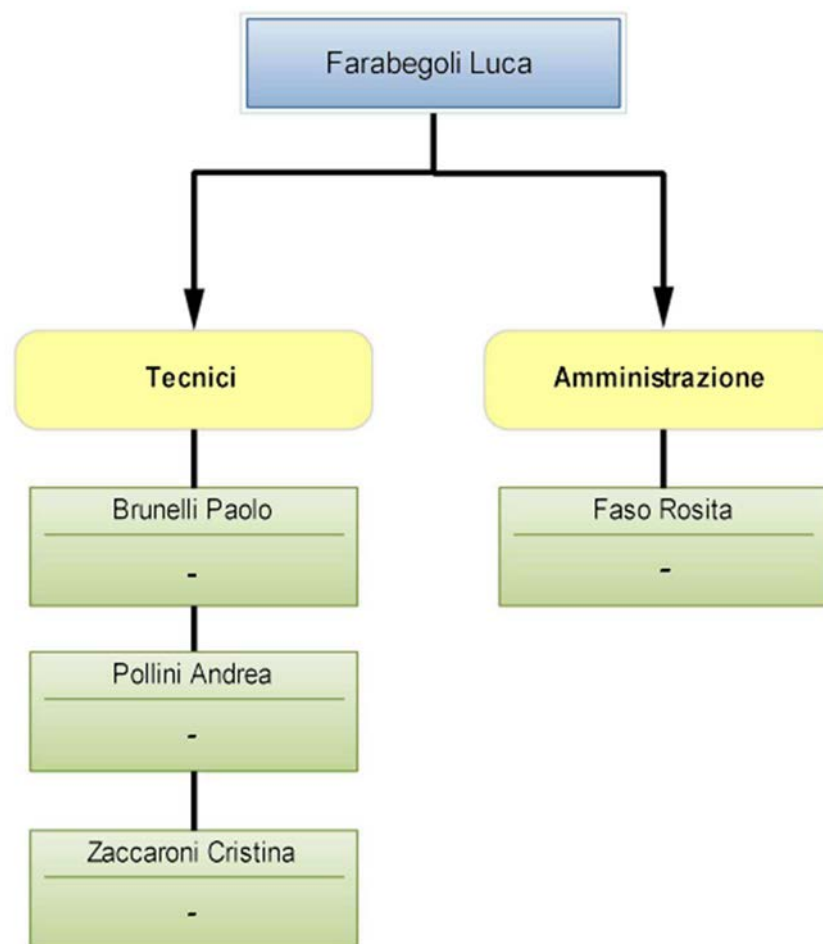 Farabegoli Luca
Tecnici
Amministrazione
Brunelli Paolo
-
Faso Rosita
-
Pollini Andrea
-
Zaccaroni Cristina
-